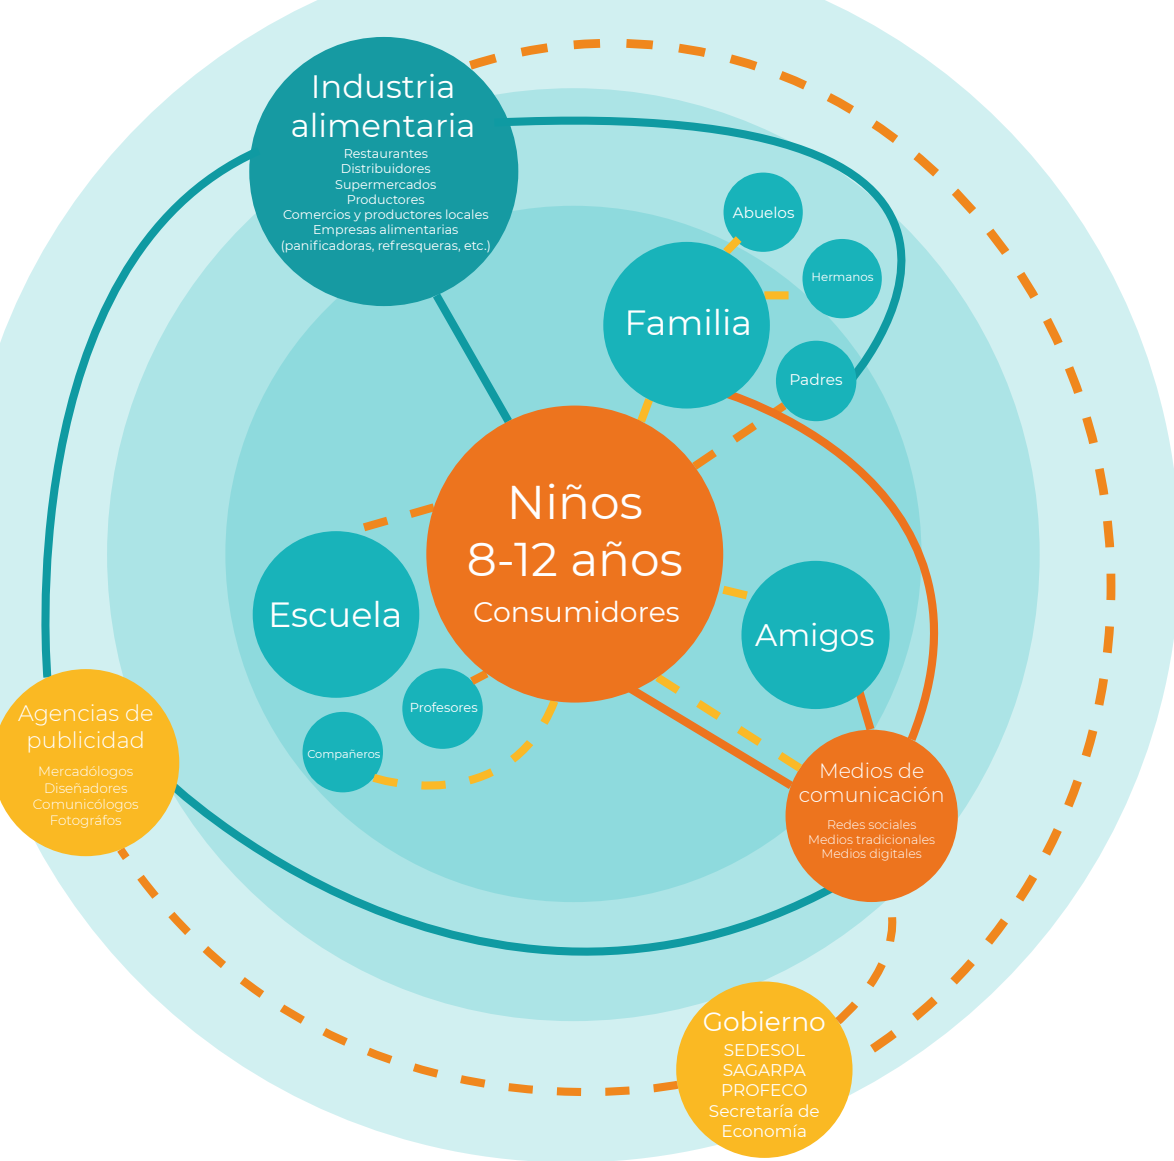 Industria
alimentaria
Restaurantes
Distribuidores
Supermercados
Productores
Comercios y productores locales
Empresas alimentarias
(panificadoras, refresqueras, etc.)
Abuelos
Hermanos
Familia
Padres
Niños
8-12 años
Consumidores
Escuela
Amigos
Profesores
Compañeros
Agencias de
publicidad
Mercadólogos
Diseñadores
Comunicólogos
Fotográfos
Medios de
comunicación
Redes sociales
Medios tradicionales
Medios digitales
Gobierno
SEDESOL
SAGARPA
PROFECO
Secretaría de
Economía